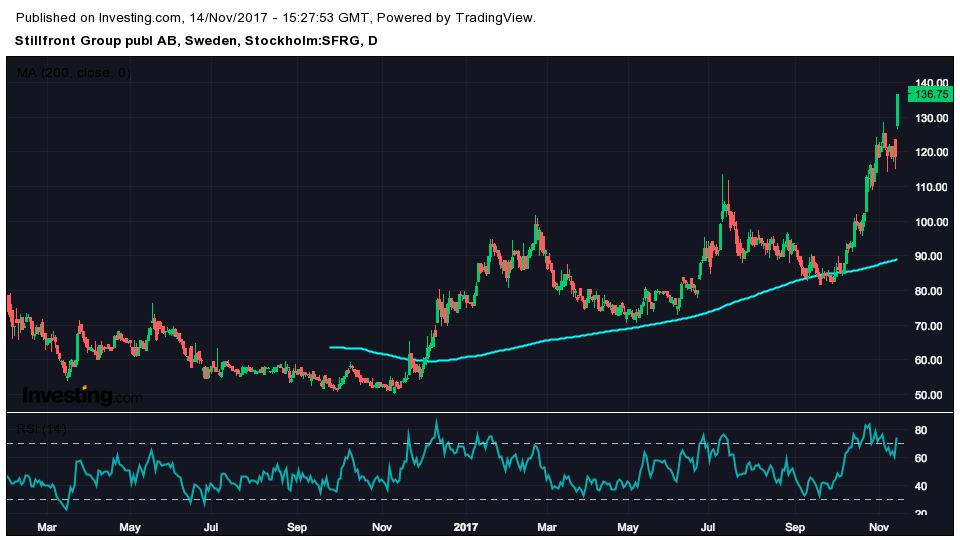 Published on Investing.com, 14/Nov/2017 - 15:27:53 GMT, Powered by TradingView.
Stillfront Group publ AB, Sweden, Stockholm:SFRG, D
MA (200, close, 0)
140.00
136.75
130.00
120.00
110.00
100.00
90.00
80.00
70.00
60.00
50.00
Investing.com
RSI (14)
80
60
40
20
Mar May Jul Sep Nov 2017 Mar May Jul Sep Nov